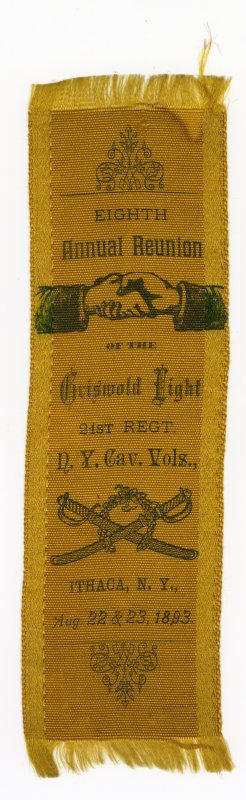 EIGHTH
Annual Reunion
OF THE
Griswold Light
21ST REGT.
N. Y. Cav. Vols.,
ITHACA, N. Y.,
Aug. 22 & 23, 1893.